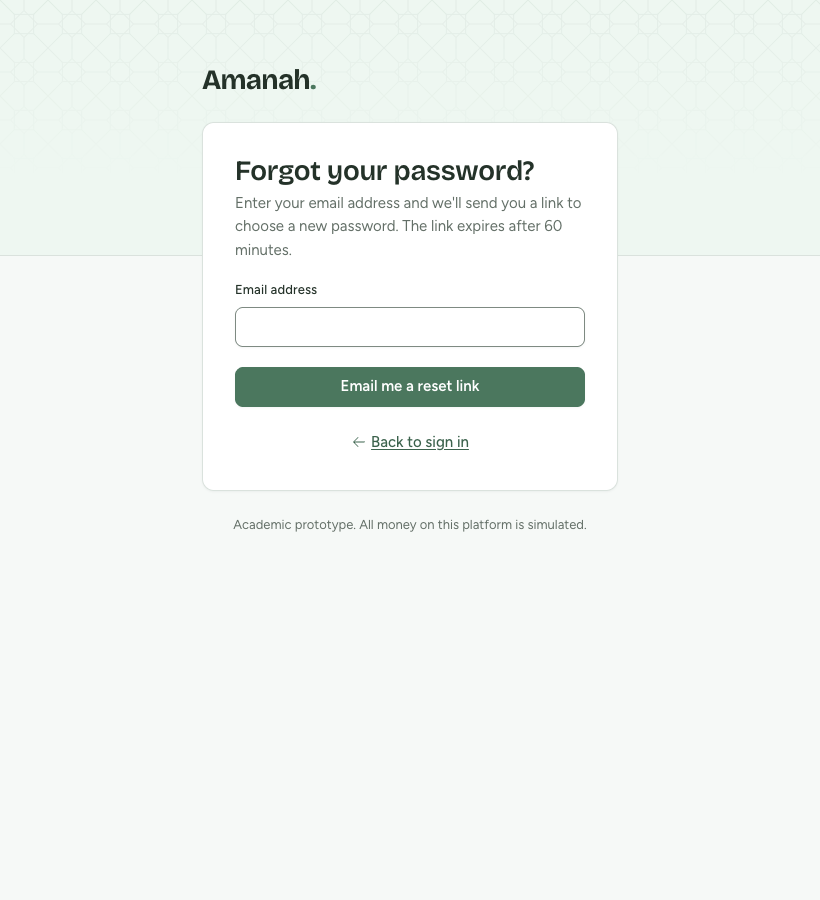 Amanah.
Forgot your password?
Enter your email address and we'll send you a link to
choose a new password. The link expires after 60
minutes.
Email address
Email me a reset link
← Back to sign in
Academic prototype. All money on this platform is simulated.